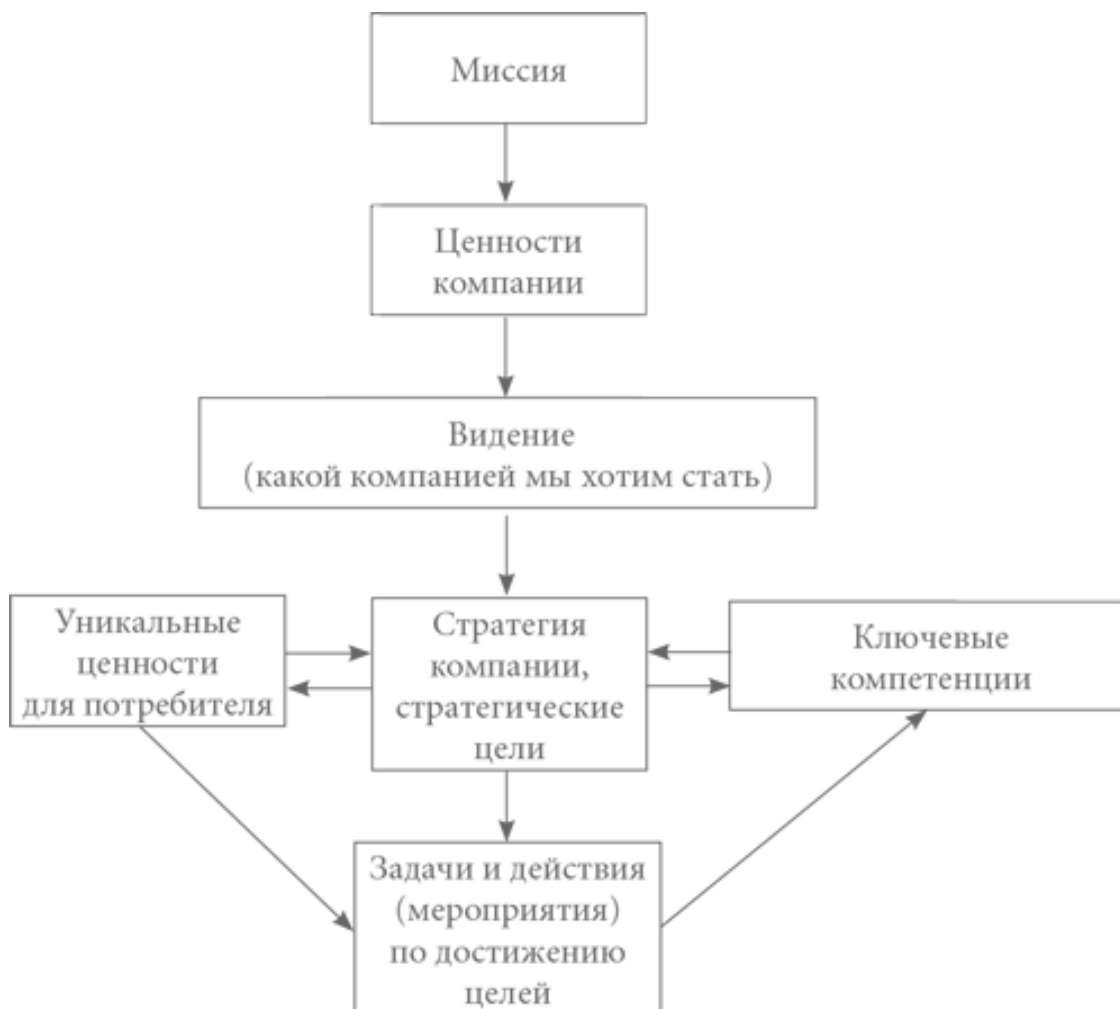 Миссия
Ценности
компании
Видение
(какой компанией мы хотим стать)
Уникальные
ценности
для потребителя
Стратегия
компании,
стратегические
цели
Ключевые
компетенции
Задачи и действия
(мероприятия)
по достижению
целей